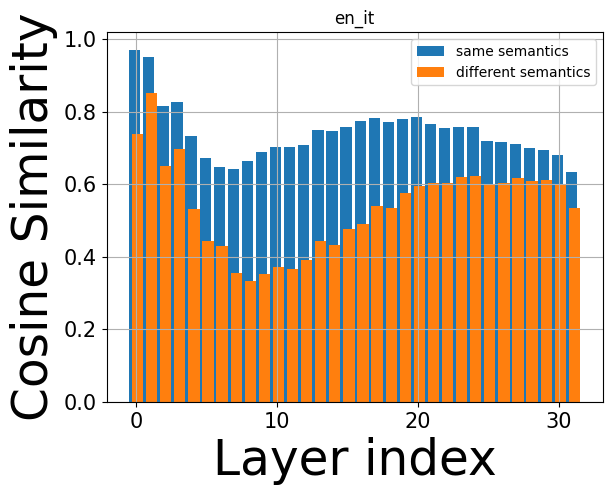 en_it
same semantics
different semantics
Cosine Similarity
1.0
0.8
0.6
0.4
0.2
0.0
0 10 20 30
Layer index